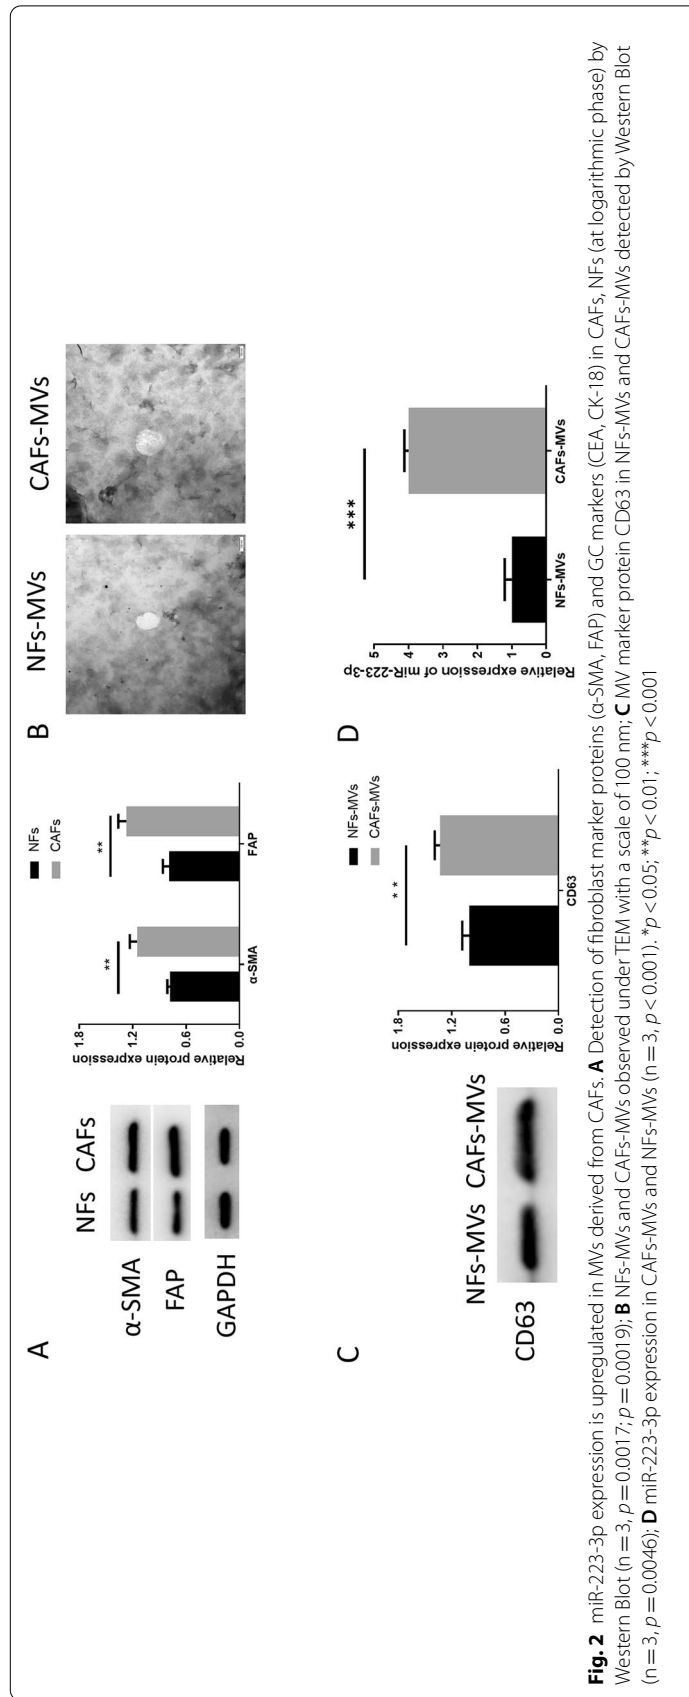 A
NFs CAFs
α-SMA
FAP
GAPDH
Relative protein expression
1.8
1.2
0.6
0.0
**
**
α-SMA
FAP
NFs
CAFs
B
NFs-MVs
CAFs-MVs
C
NFs-MVs CAFs-MVs
CD63
Relative protein expression
1.8
1.2
0.6
0.0
**
CD63
NFs-MVs
CAFs-MVs
D
Relative expression of miR-223-3p
5
4
3
2
1
0
***
NFs-MVs
CAFs-MVs
Fig. 2 miR-223-3p expression is upregulated in MVs derived from CAFs. A Detection of fibroblast marker proteins (α-SMA, FAP) and GC markers (CEA, CK-18) in CAFs, NFs (at logarithmic phase) by
Western Blot (n = 3, p = 0.0017; p = 0.0019); B NFs-MVs and CAFs-MVs observed under TEM with a scale of 100 nm; C MV marker protein CD63 in NFs-MVs and CAFs-MVs detected by Western Blot
(n = 3, p = 0.0046); D miR-223-3p expression in CAFs-MVs and NFs-MVs (n = 3, p < 0.001). *p < 0.05; **p < 0.01; ***p < 0.001